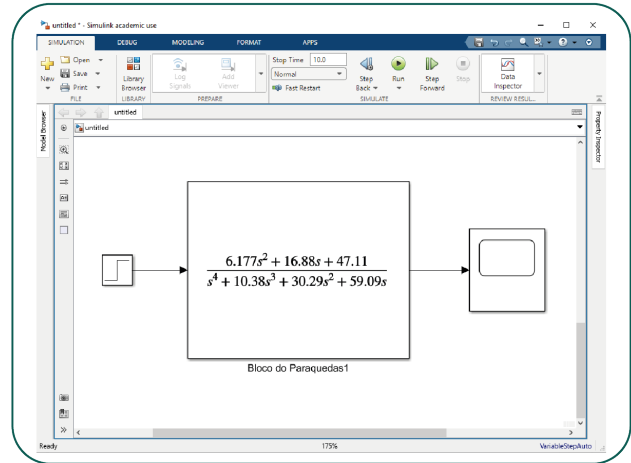 untitled * - Simulink academic use
SIMULATION DEBUG MODELING FORMAT APPS
New
Open
Save
Print
FILE
Library
Browser
LIBRARY
Log
Signals
Add
Viewer
PREPARE
Stop Time 10.0
Normal
Fast Restart
Step
Back
Run
Step
Forward
Stop
SIMULATE
Data
Inspector
REVIEW RESUL...
Model Browser
untitled
untitled
Property Inspector
6.177s² + 16.88s + 47.11
s⁴ + 10.38s³ + 30.29s² + 59.09s
Bloco do Paraquedas1
Ready 175% VariableStepAuto